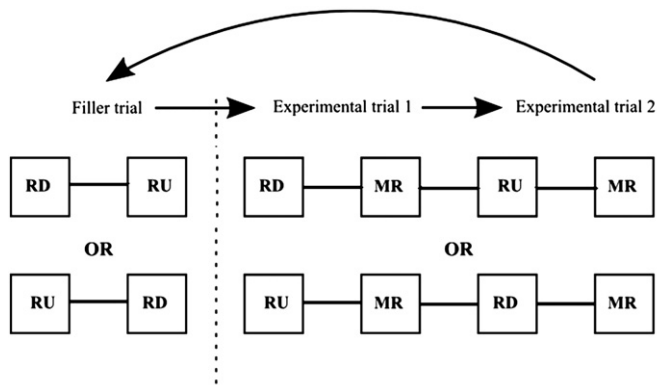 Filler trial Experimental trial 1 Experimental trial 2
RD RU RD MR RU MR
OR OR
RU RD RU MR RD MR